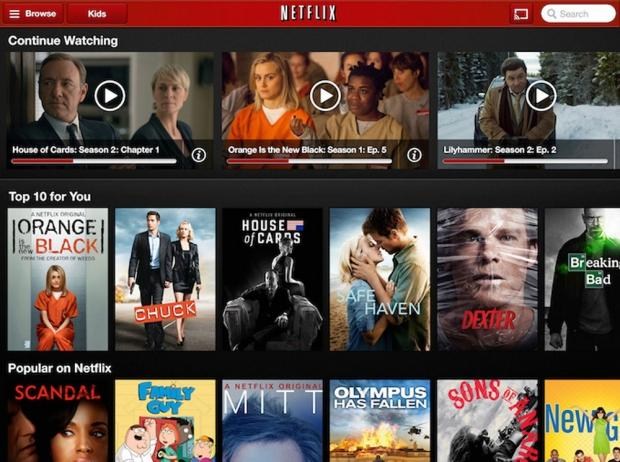 Browse
Kids
NETFLIX
Search
Continue Watching
House of Cards: Season 2: Chapter 1
Orange Is the New Black: Season 1: Ep. 5
Lilyhammer: Season 2: Ep. 2
Top 10 for You
A NETFLIX ORIGINAL
ORANGE
is the new
BLACK
FROM THE CREATOR OF WEEDS
CHUCK
A NETFLIX ORIGINAL
HOUSE
of CARDS
SAFE
HAVEN
DEXTER
Breaking
Bad
Popular on Netflix
SCANDAL
FAMILY
GUY
A NETFLIX ORIGINAL
MITT
OLYMPUS
HAS FALLEN
SONS OF AN
New G